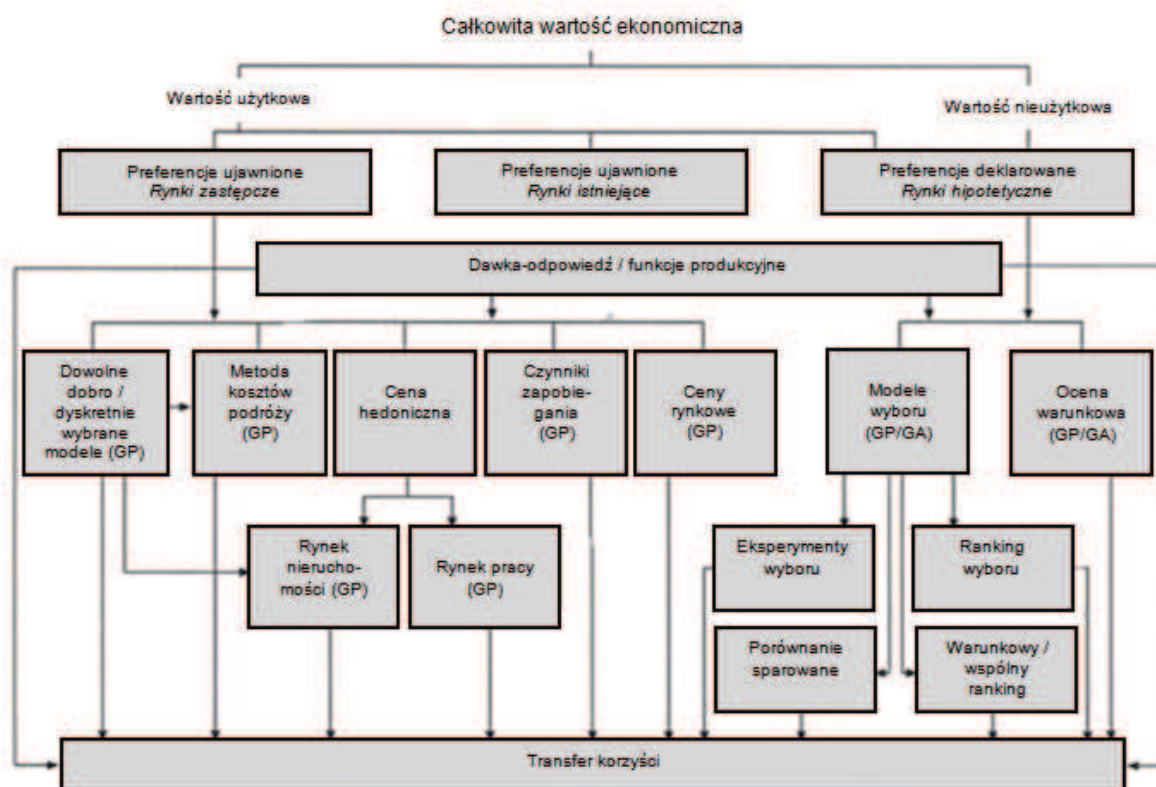 Całkowita wartość ekonomiczna
Wartość użytkowa
Wartość nieużytkowa
Preferencje ujawnione
Rynki zastępcze
Preferencje ujawnione
Rynki istniejące
Preferencje deklarowane
Rynki hipotetyczne
Dawka-odpowiedź / funkcje produkcyjne
Dowolne
dobro /
dyskretnie
wybrane
modele (GP)
Metoda
kosztów
podróży
(GP)
Cena
hedoniczna
Czynniki
zapobie-
gania
(GP)
Ceny
rynkowe
(GP)
Modele
wyboru
(GP/GA)
Ocena
warunkowa
(GP/GA)
Rynek
nierucho-
mości (GP)
Rynek pracy
(GP)
Eksperymenty
wyboru
Ranking
wyboru
Porównanie
sparowane
Warunkowy /
wspólny
ranking
Transfer korzyści